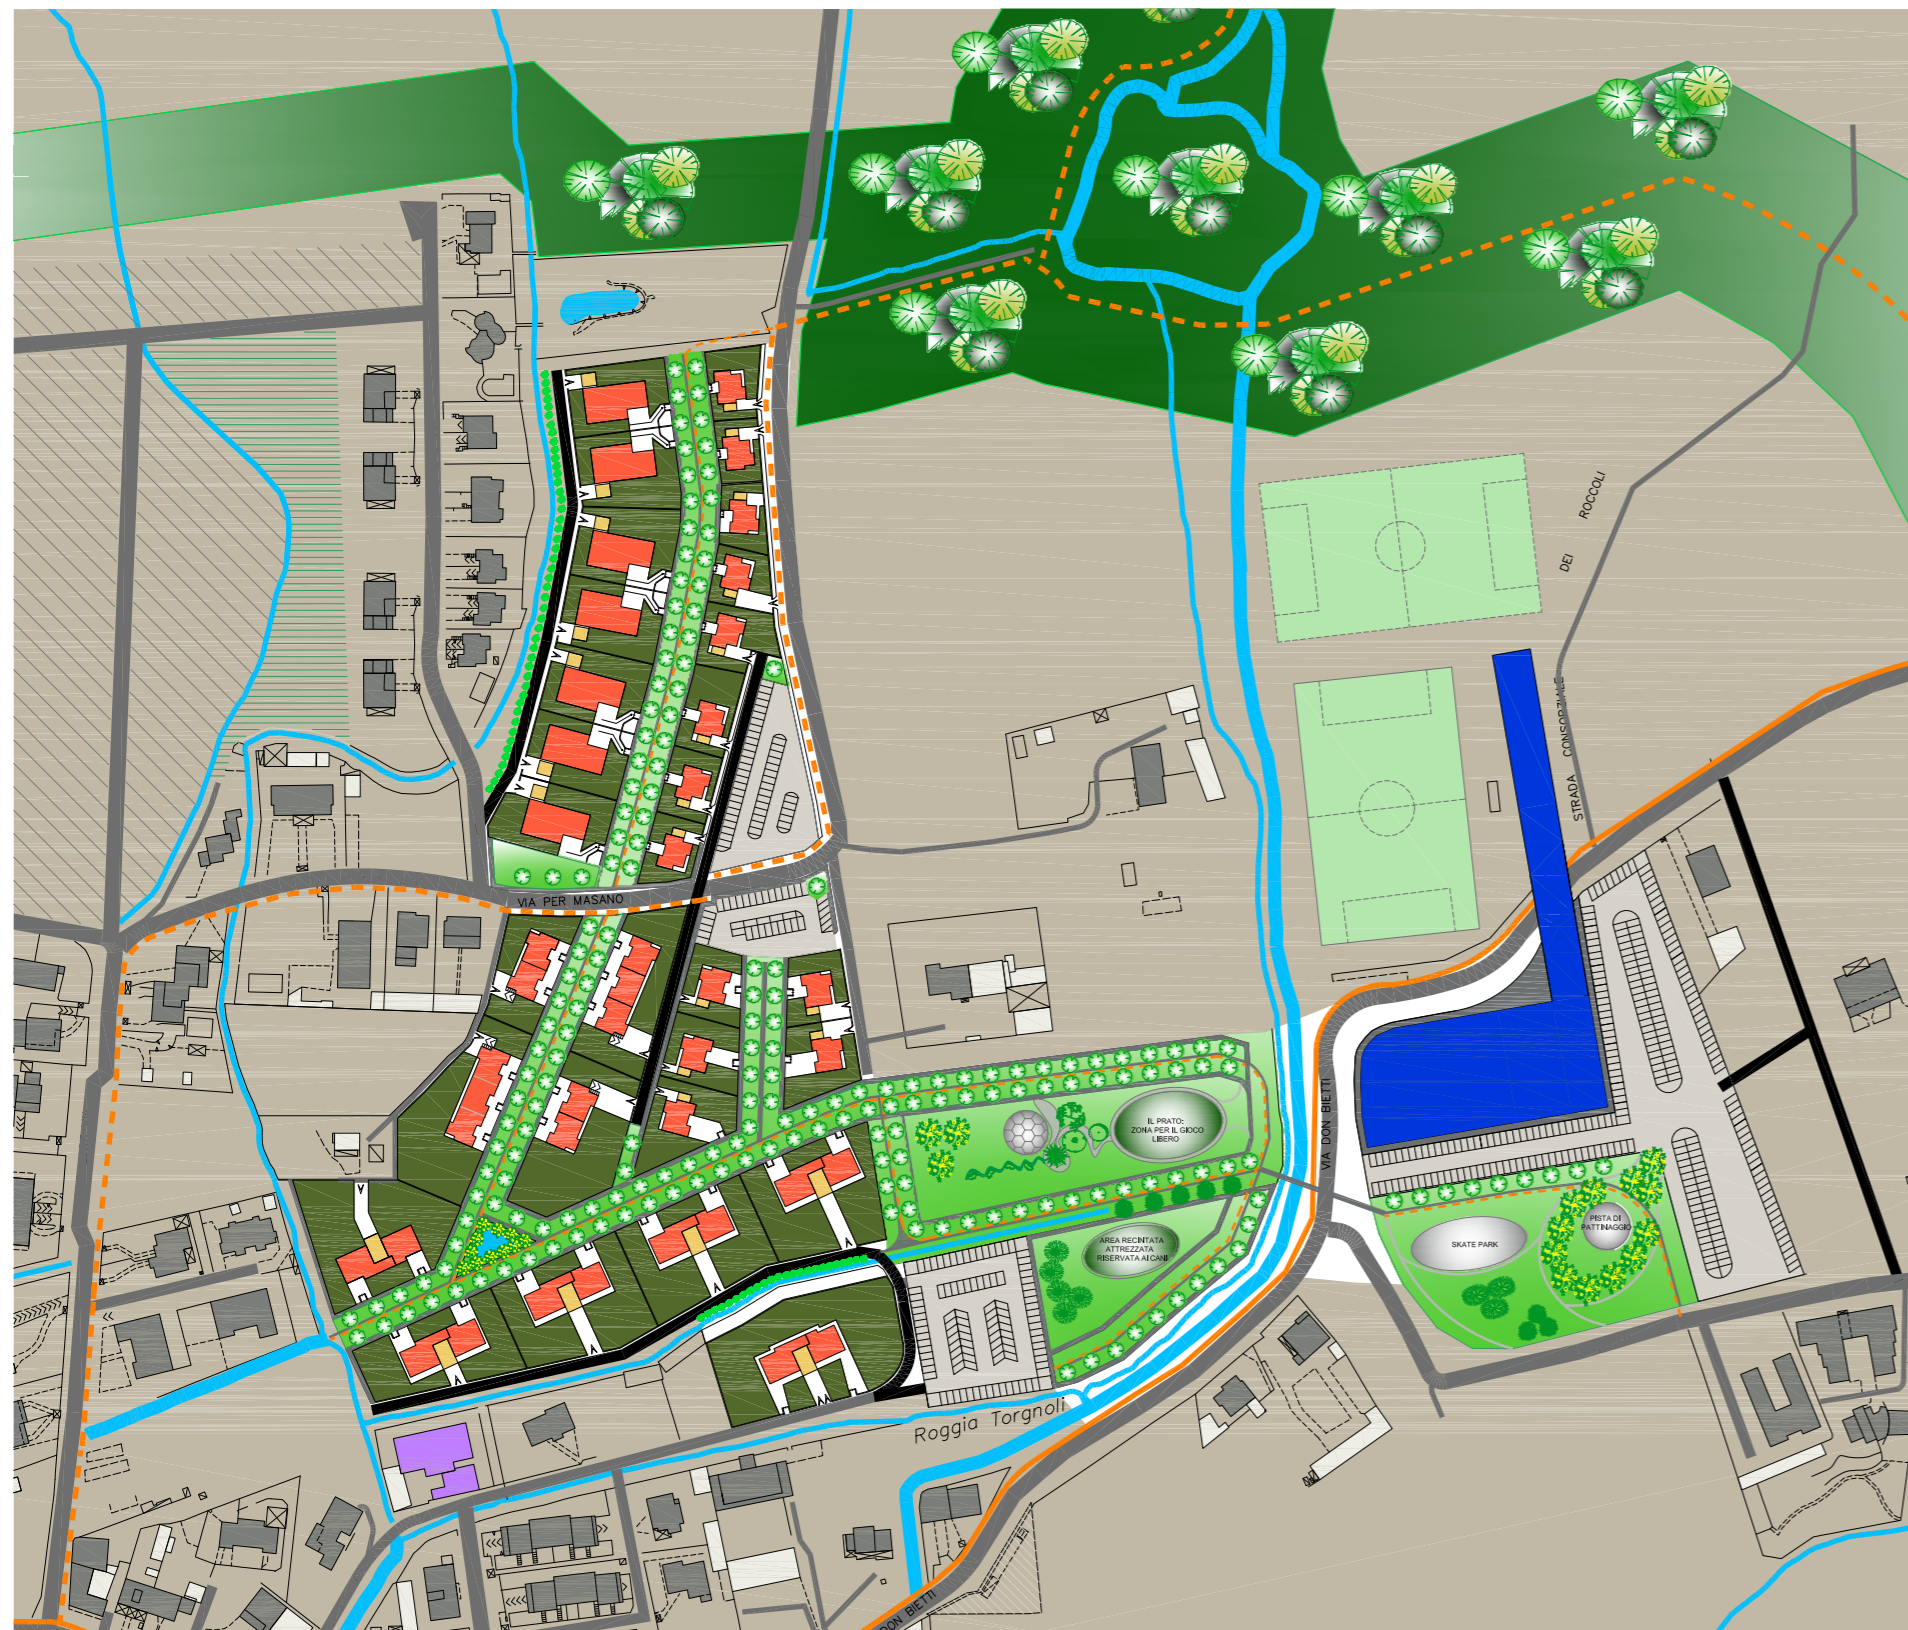 ROCCOLI
DEI
STRADA CONSORZIALE
VIA PER MASANO
IL PRATO:
ZONA PER IL GIOCO
LIBERO
VIA DON BIETTI
PISTA DI
PATTINAGGIO
SKATE PARK
AREA RECINTATA
ATTREZZATA
RISERVATA AI CANI
Roggia Torgnoli
DON BIETTI